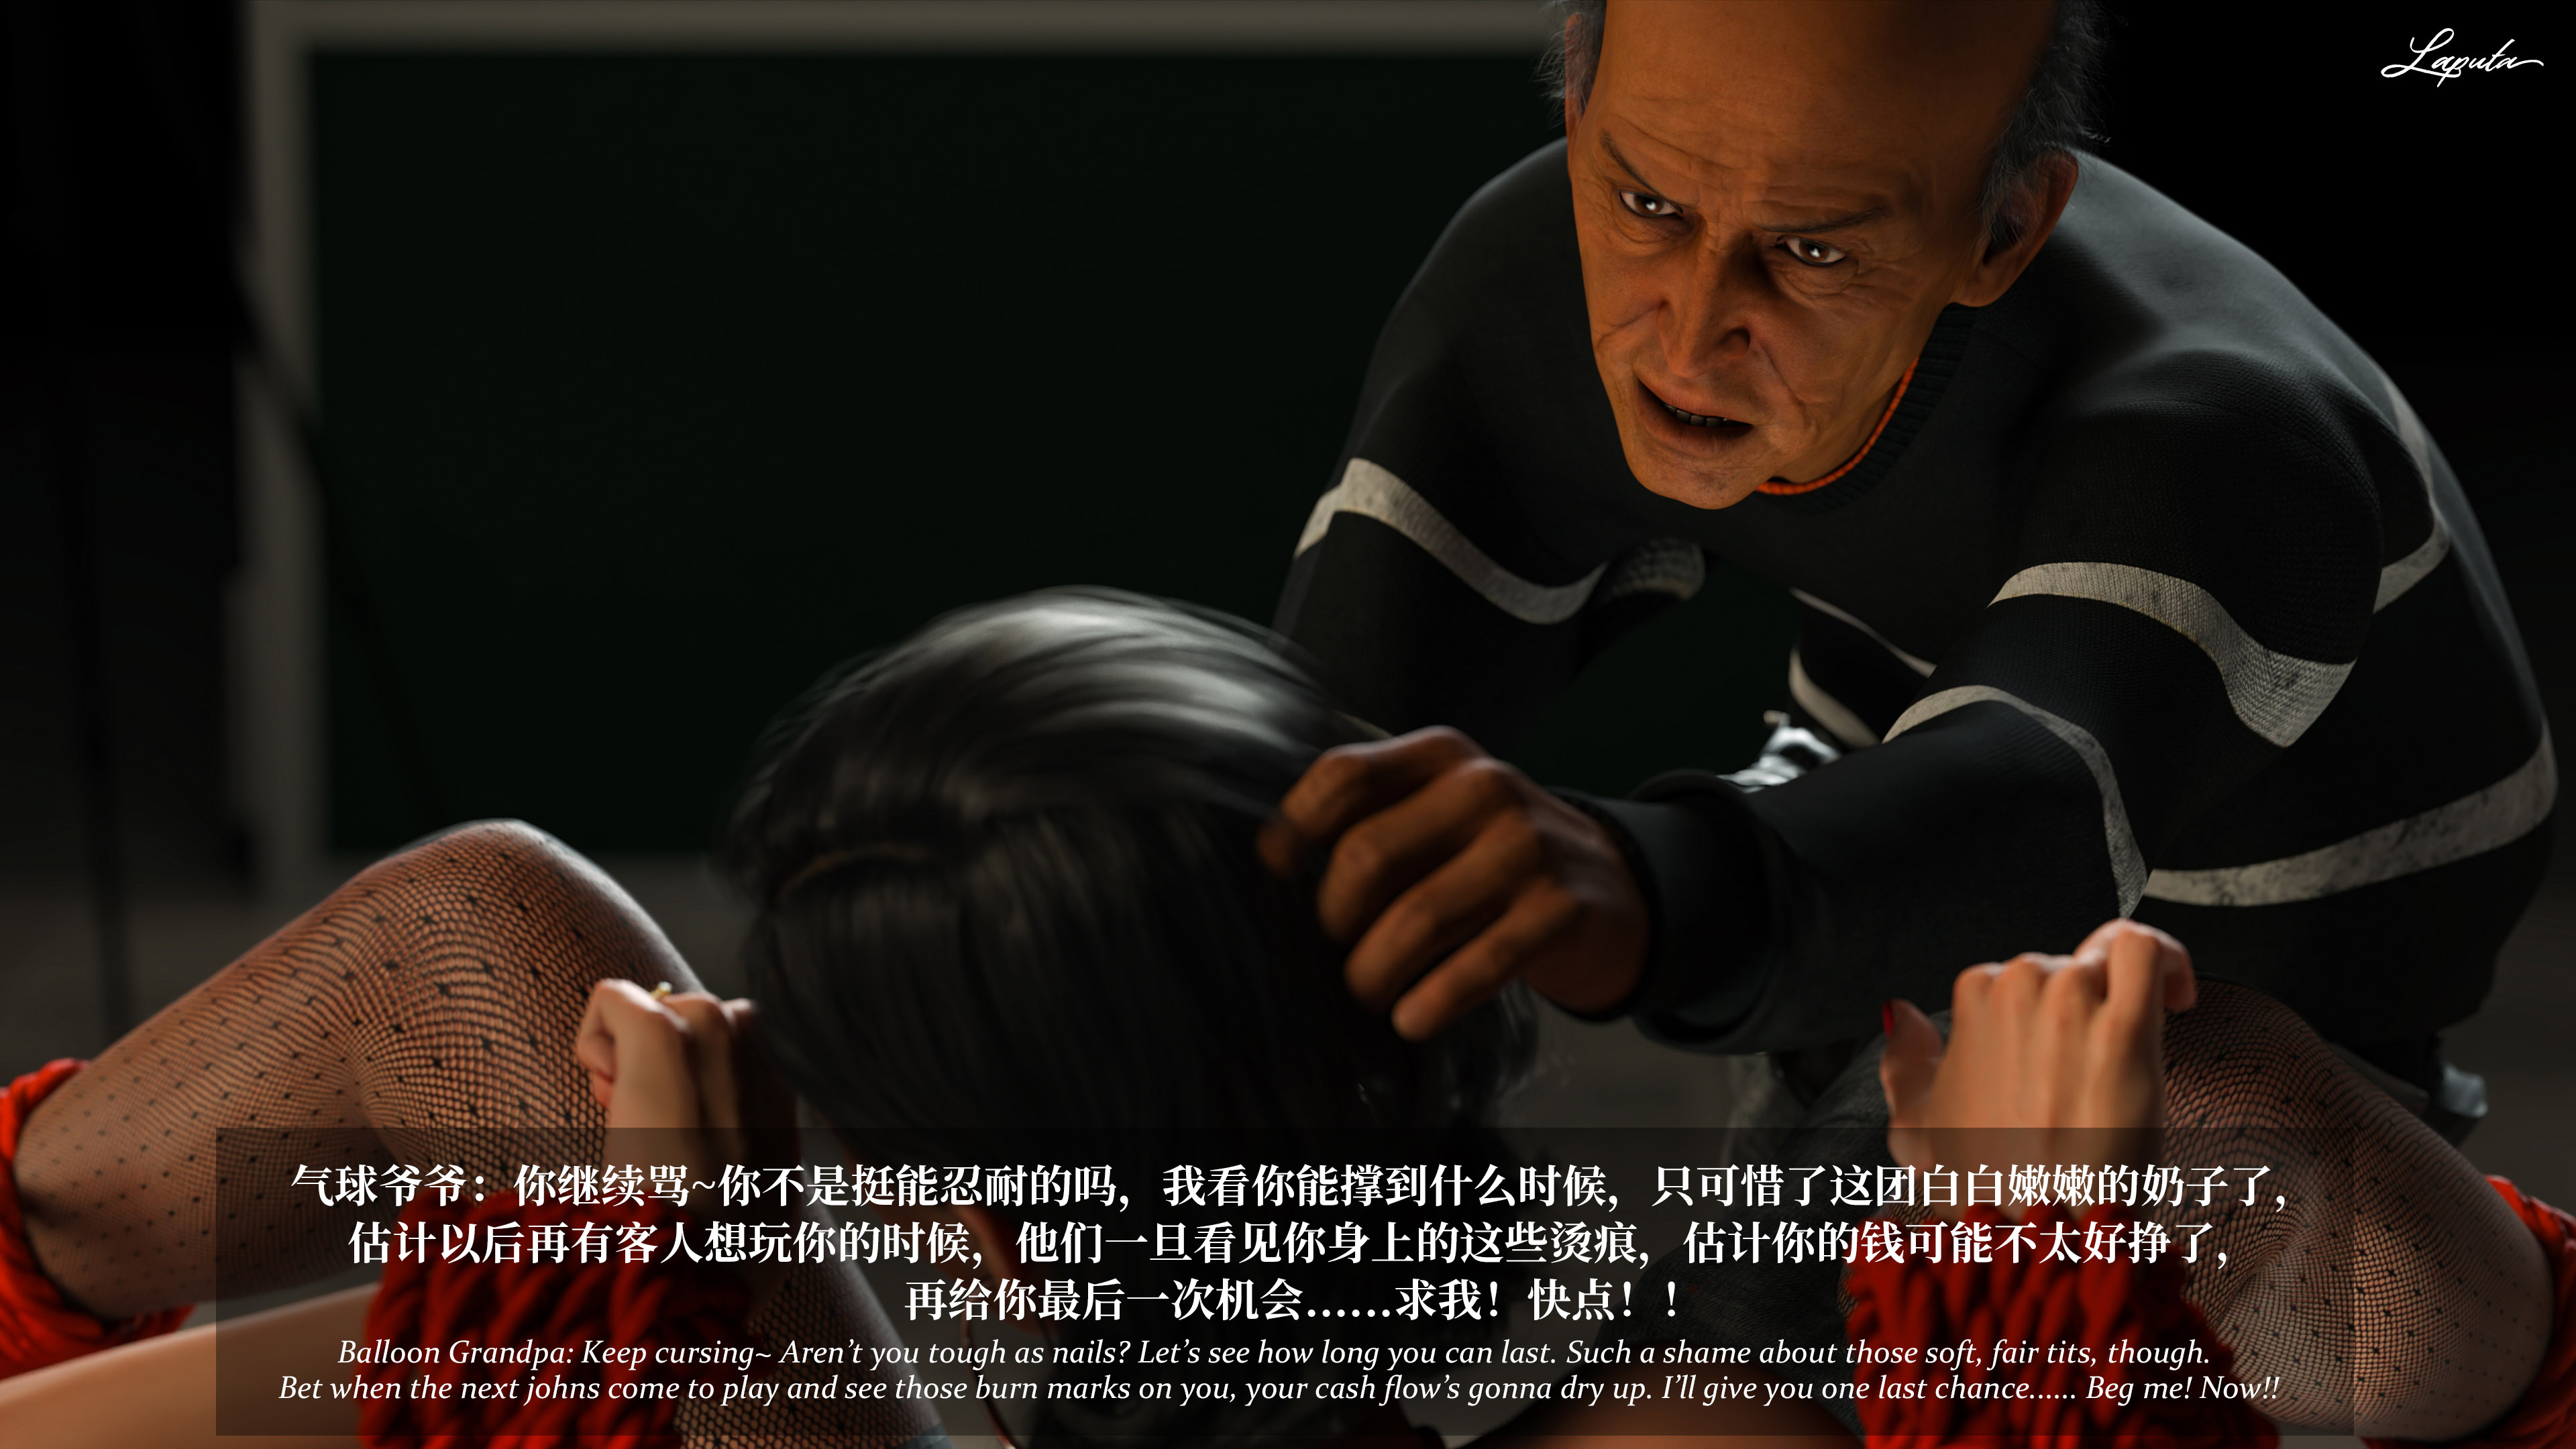 Laputa
气球爷爷：你继续骂~你不是挺能忍耐的吗，我看你能撑到什么时候，只可惜了这团白白嫩嫩的奶子了，
估计以后再有客人想玩你的时候，他们一旦看见你身上的这些烫痕，估计你的钱可能不太好挣了，
再给你最后一次机会……求我！快点！！
Balloon Grandpa: Keep cursing~ Aren’t you tough as nails? Let’s see how long you can last. Such a shame about those soft, fair tits, though.
Bet when the next johns come to play and see those burn marks on you, your cash flow’s gonna dry up. I’ll give you one last chance…… Beg me! Now!!